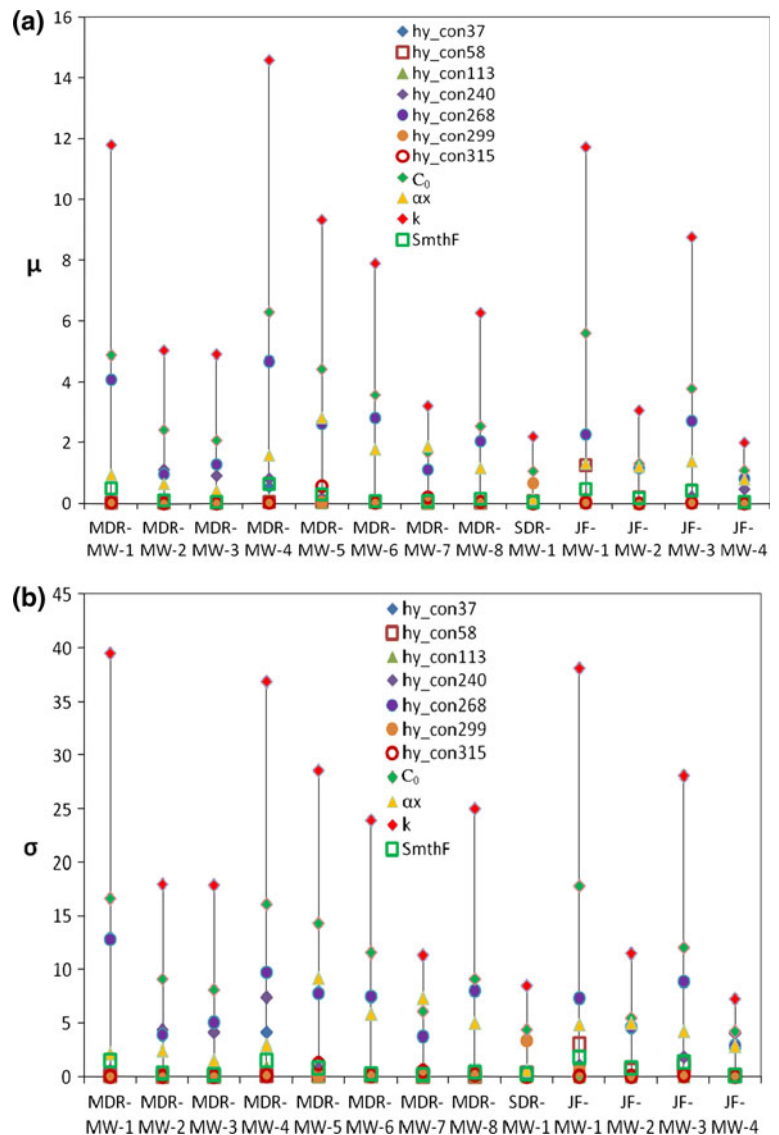 (a)
16
14
12
10
8
6
4
2
0
μ
hy_con37
hy_con58
hy_con113
hy_con240
hy_con268
hy_con299
hy_con315
C0
αx
k
SmthF
MDR- MDR- MDR- MDR- MDR- MDR- MDR- MDR- SDR- JF- JF- JF- JF-
MW-1 MW-2 MW-3 MW-4 MW-5 MW-6 MW-7 MW-8 MW-1 MW-1 MW-2 MW-3 MW-4
(b)
45
40
35
30
25
20
15
10
5
0
σ
hy_con37
hy_con58
hy_con113
hy_con240
hy_con268
hy_con299
hy_con315
C0
αx
k
SmthF
MDR- MDR- MDR- MDR- MDR- MDR- MDR- MDR- SDR- JF- JF- JF- JF-
MW-1 MW-2 MW-3 MW-4 MW-5 MW-6 MW-7 MW-8 MW-1 MW-1 MW-2 MW-3 MW-4